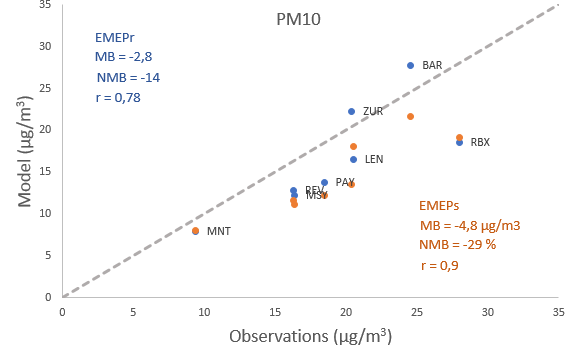 PM10
EMEPr
MB = -2,8
NMB = -14
r = 0,78
35
30
25
20
15
10
5
0
Model (µg/m³)
BAR
ZUR
RBX
LEN
PAY
REV
MSY
MNT
EMEPs
MB = -4,8 µg/m3
NMB = -29 %
r = 0,9
0 5 10 15 20 25 30 35
Observations (µg/m³)